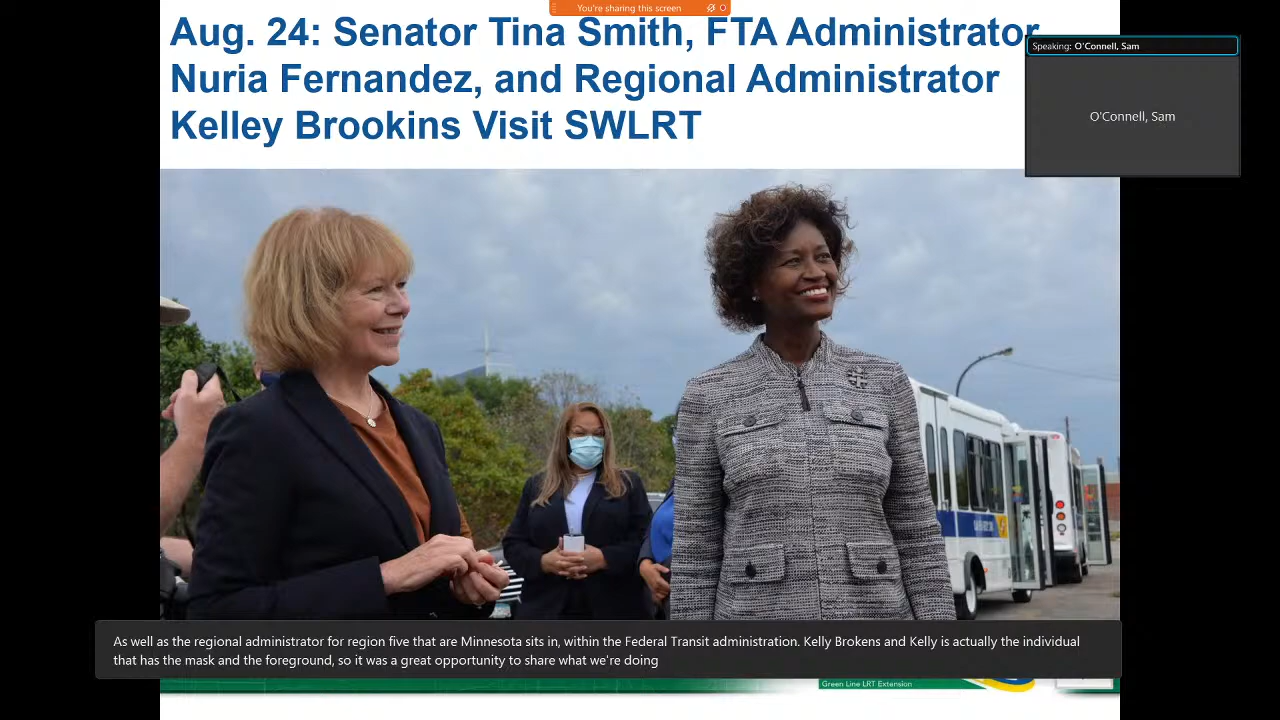 You're sharing this screen
Aug. 24: Senator Tina Smith, FTA Administrator
Nuria Fernandez, and Regional Administrator
Kelley Brookins Visit SWLRT
Speaking: O'Connell, Sam
O'Connell, Sam
As well as the regional administrator for region five that are Minnesota sits in, within the Federal Transit administration. Kelly Brokens and Kelly is actually the individual
that has the mask and the foreground, so it was a great opportunity to share what we're doing
Green Line LRT Extension